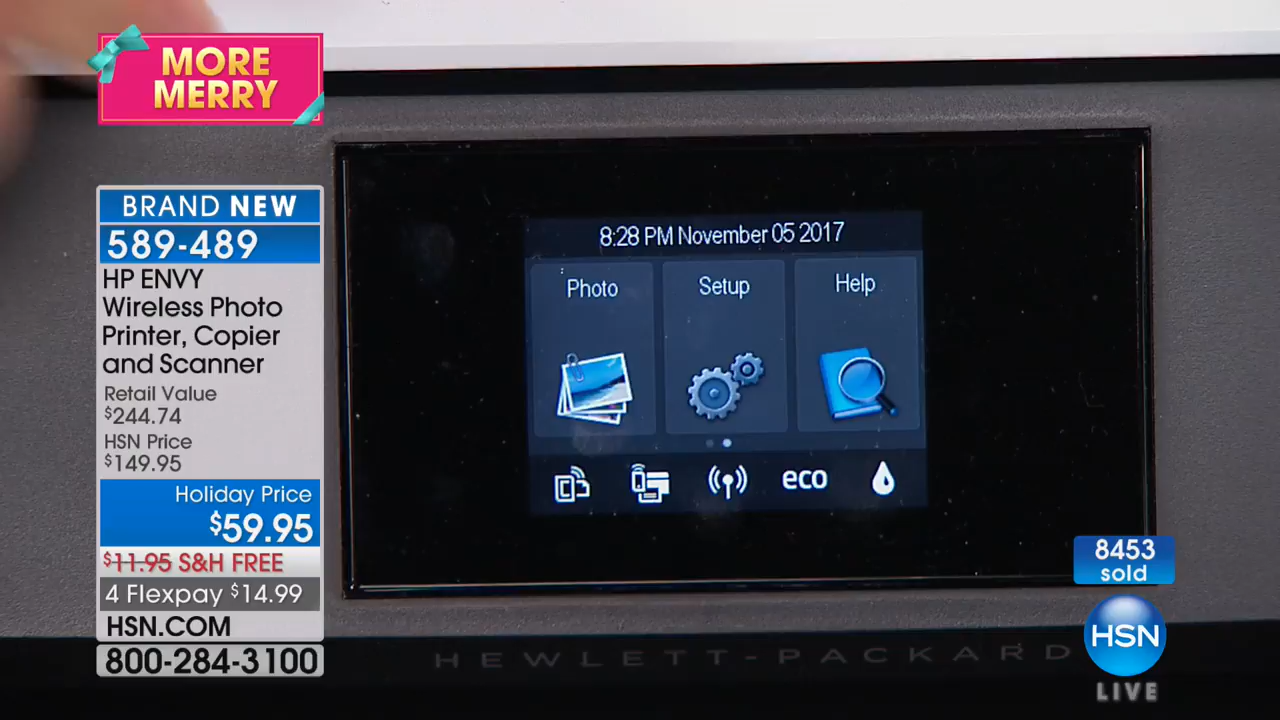 MORE
MERRY
BRAND NEW
589-489
HP ENVY
Wireless Photo
Printer, Copier
and Scanner
Retail Value
$244.74
HSN Price
$149.95
Holiday Price
$59.95
$11.95 S&H FREE
4 Flexpay $14.99
HSN.COM
800-284-3100
8:28 PM November 05 2017
Photo
Setup
Help
eco
8453
sold
HSN
LIVE
HEWLETT-PACKARD